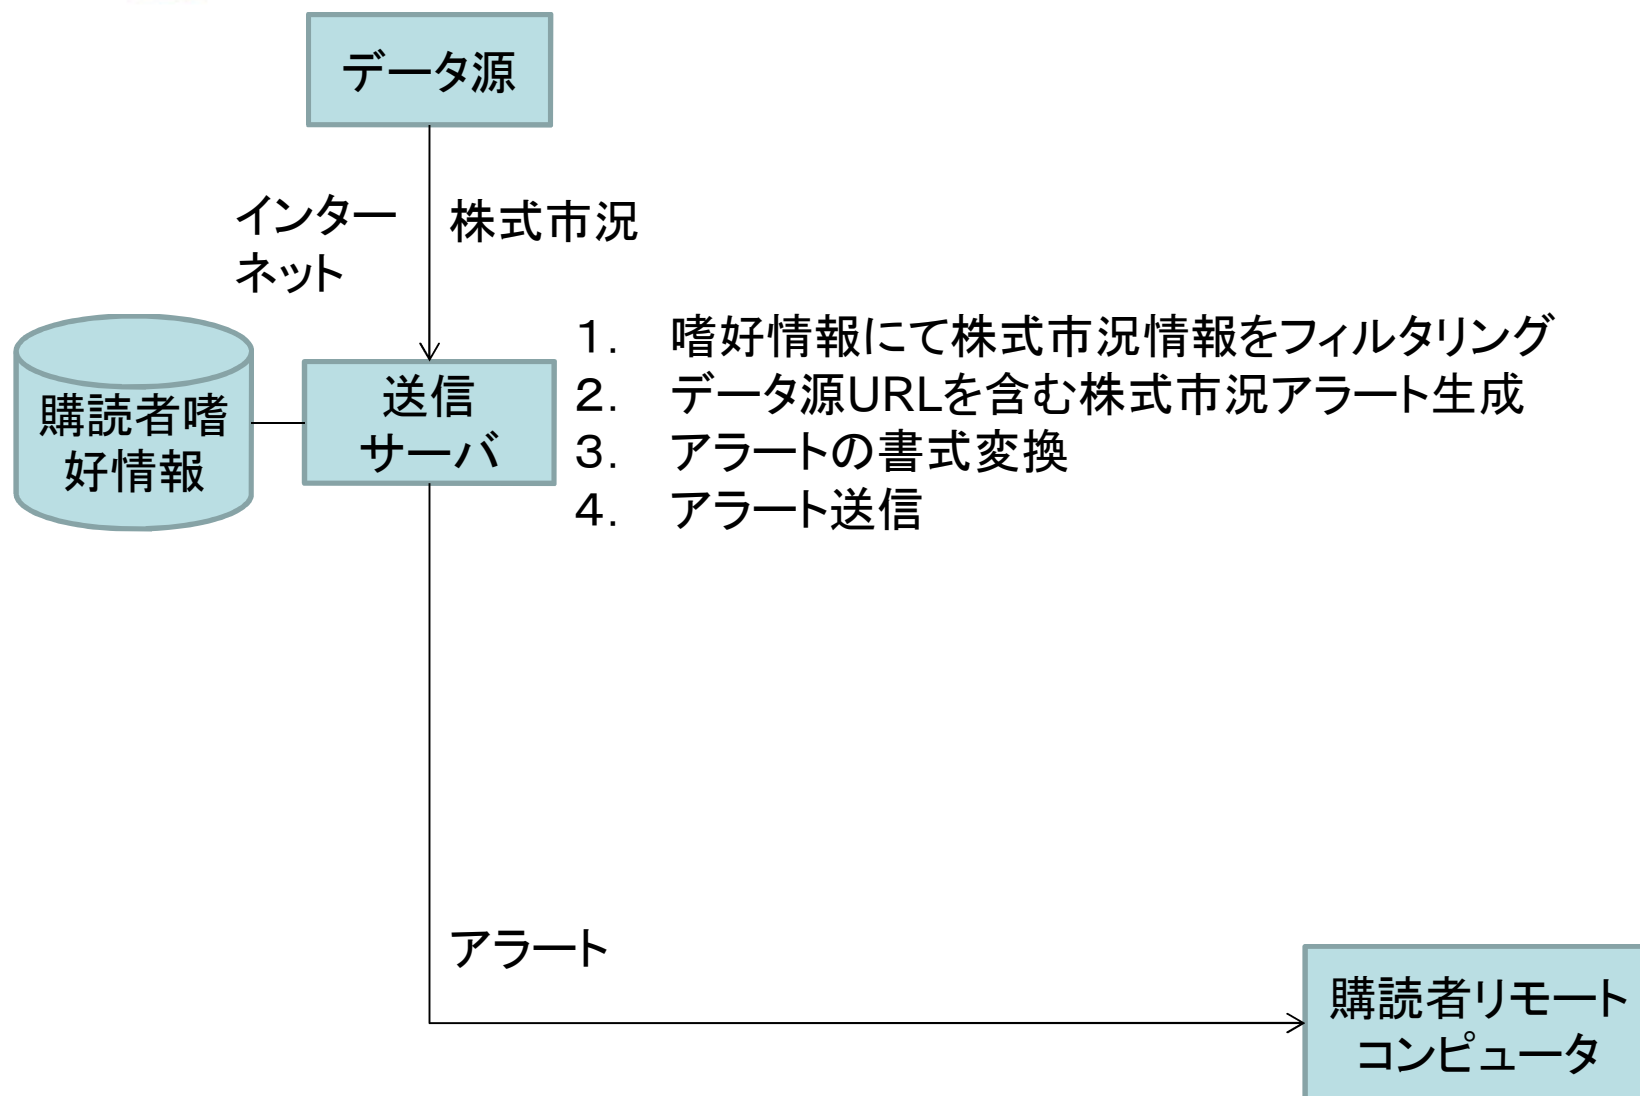 データ源
インター
ネット
株式市況
購読者嗜
好情報
送信
サーバ
1. 嗜好情報にて株式市況情報をフィルタリング
2. データ源URLを含む株式市況アラート生成
3. アラートの書式変換
4. アラート送信
アラート
購読者リモート
コンピュータ